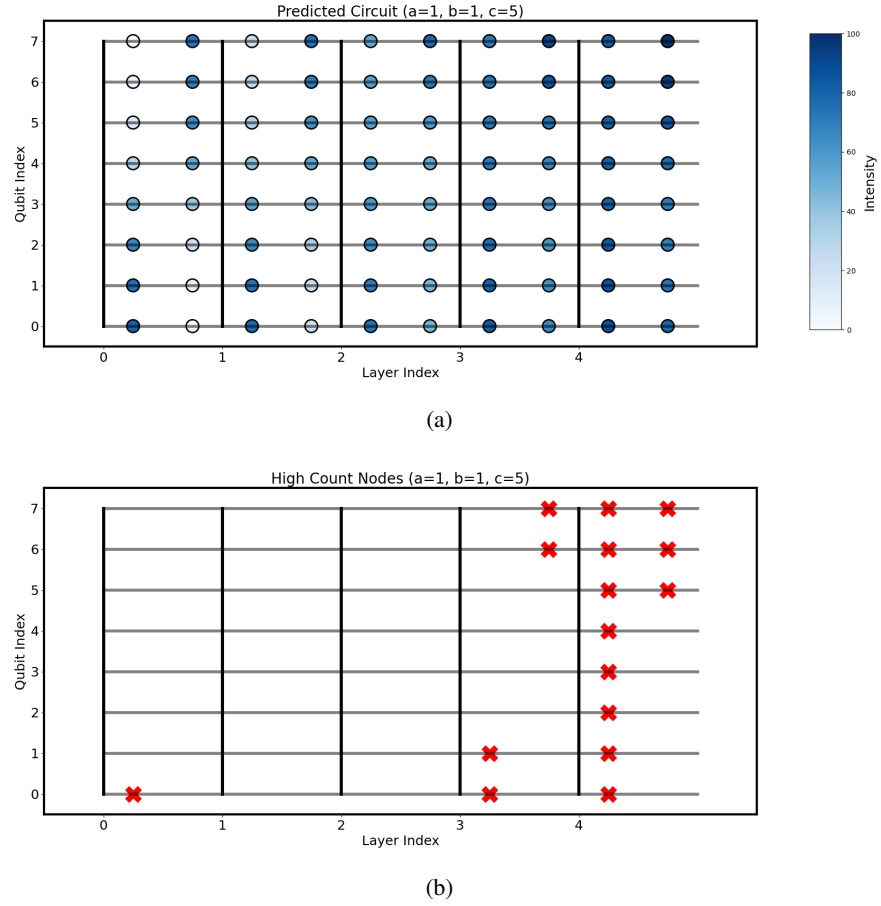 Predicted Circuit (a=1, b=1, c=5)
7
6
5
4
3
2
1
0
Qubit Index
0 1 2 3 4
Layer Index
100
80
60
40
20
0
Intensity
(a)
High Count Nodes (a=1, b=1, c=5)
7
6
5
4
3
2
1
0
Qubit Index
0 1 2 3 4
Layer Index
(b)